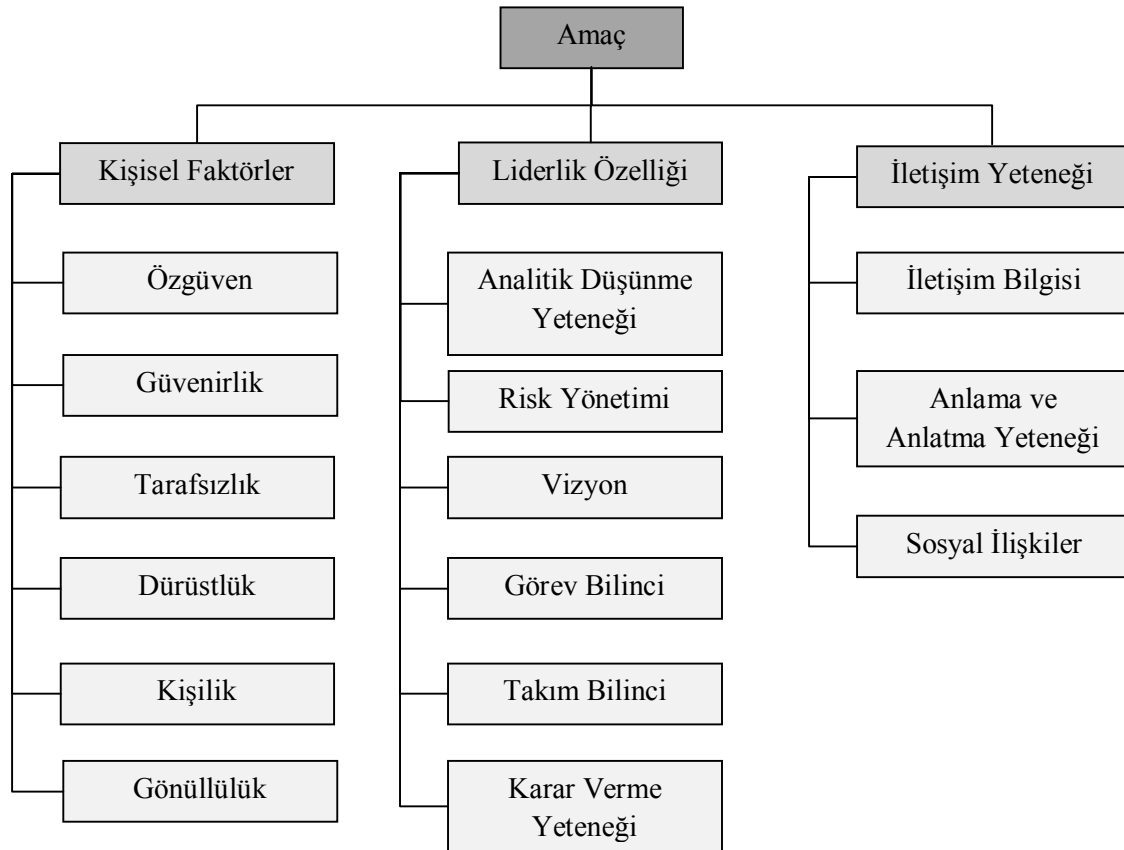 Amaç
Kişisel Faktörler
Özgüven
Güvenirlik
Tarafsızlık
Dürüstlük
Kişilik
Gönüllülük
Liderlik Özelliği
Analitik Düşünme
Yeteneği
Risk Yönetimi
Vizyon
Görev Bilinci
Takım Bilinci
Karar Verme
Yeteneği
İletişim Yeteneği
İletişim Bilgisi
Anlama ve
Anlatma Yeteneği
Sosyal İlişkiler